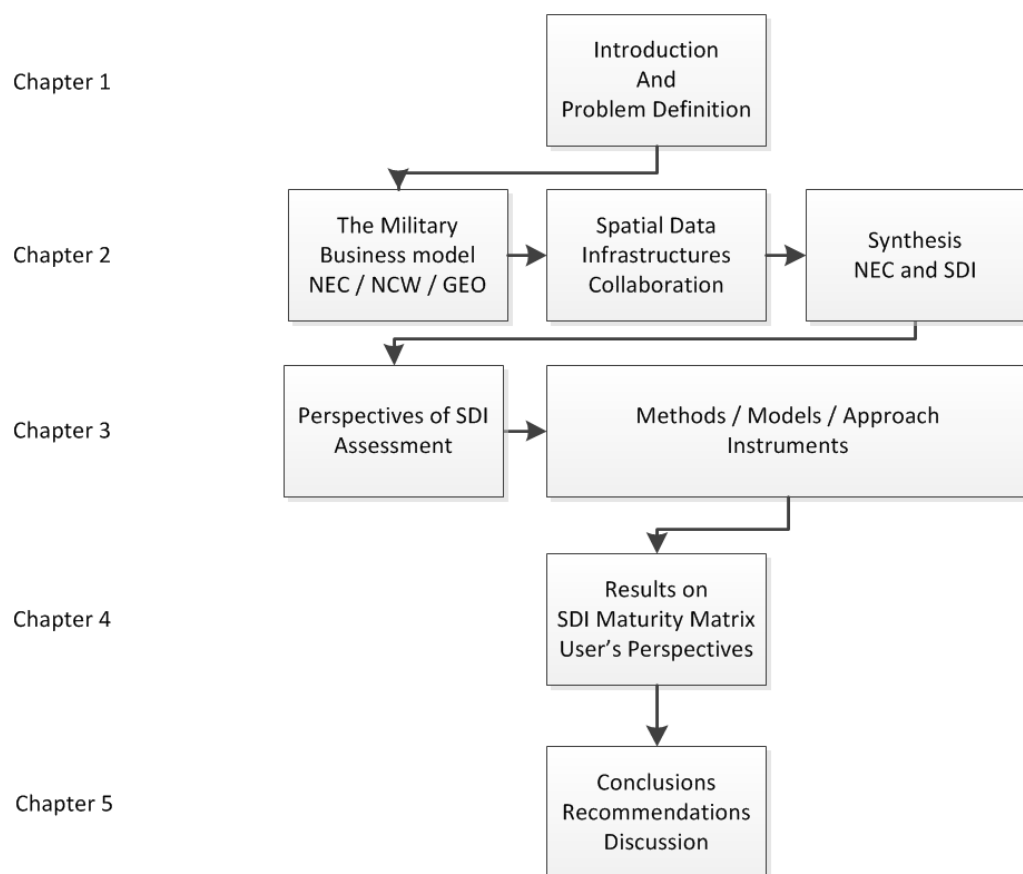 Chapter 1
Introduction
And
Problem Definition
Chapter 2
The Military
Business model
NEC / NCW / GEO
Spatial Data
Infrastructures
Collaboration
Synthesis
NEC and SDI
Chapter 3
Perspectives of SDI
Assessment
Methods / Models / Approach
Instruments
Chapter 4
Results on
SDI Maturity Matrix
User’s Perspectives
Chapter 5
Conclusions
Recommendations
Discussion